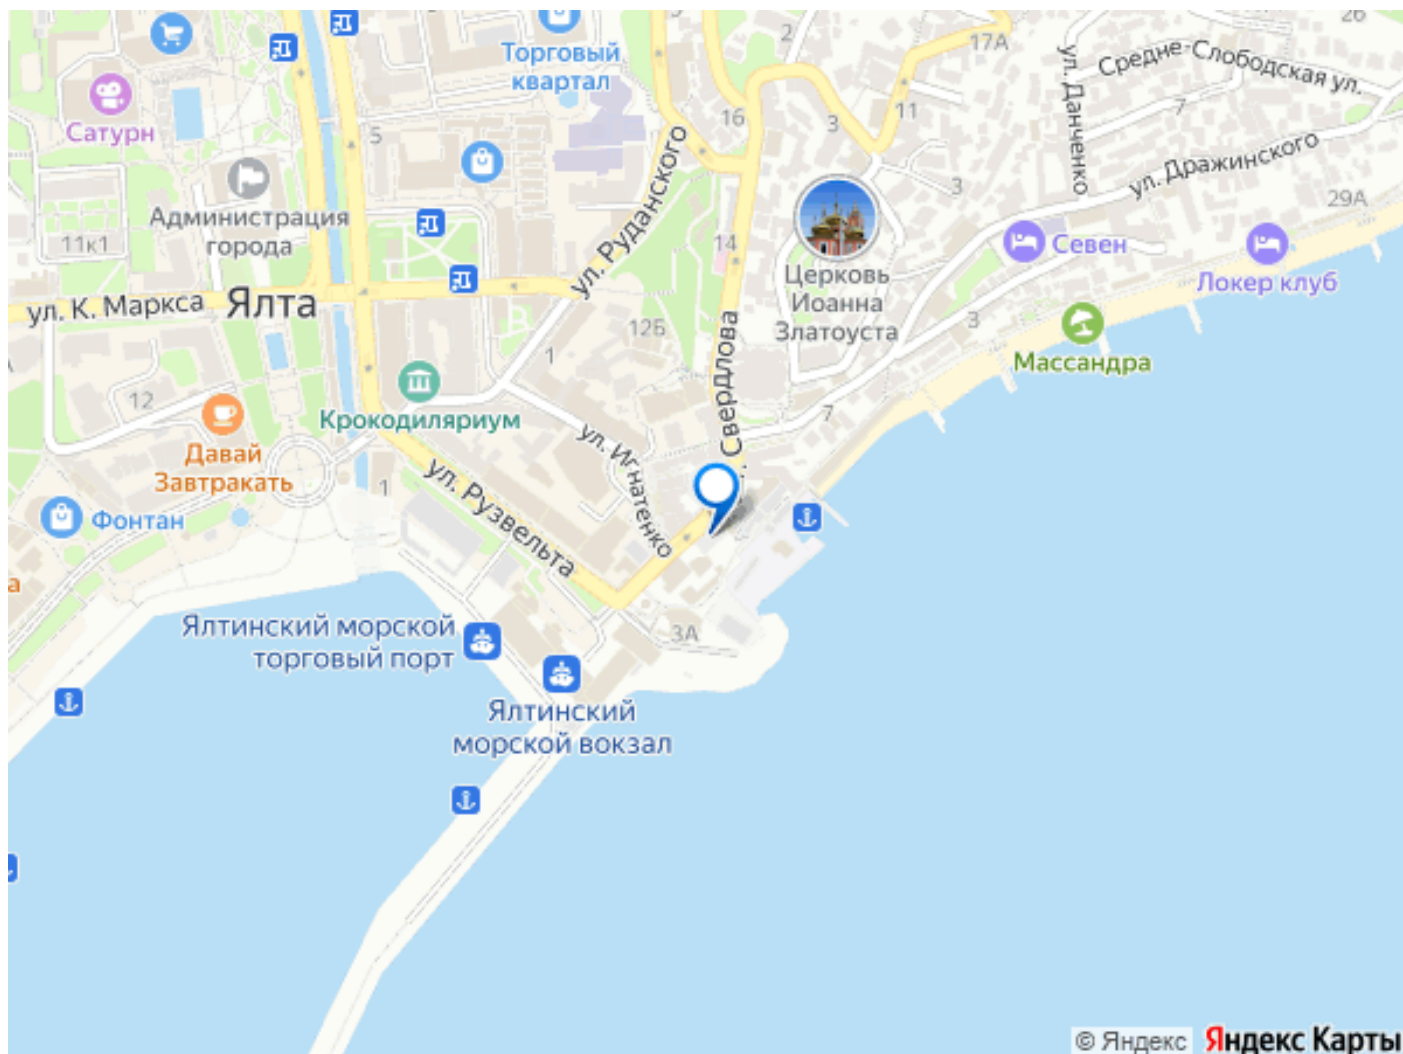 26
17А
Средне-Слободская ул.
ул. Данченко
7
Торговый
квартал
Сатурн
5
16
3
11
ул. Дражинского
29А
Администрация
города
11к1
ул. Руданского
14
3
Севен
Локер клуб
Церковь
Иоанна
Златоуста
ул. К. Маркса
Ялта
12Б
3
Массандра
1
12
Крокодиляриум
Свердлова
7
Давай
Завтракать
ул. Игнатенко
1
ул. Рузвельта
Фонтан
а
Ялтинский морской
торговый порт
3А
Ялтинский
морской вокзал
© Яндекс Яндекс Карты